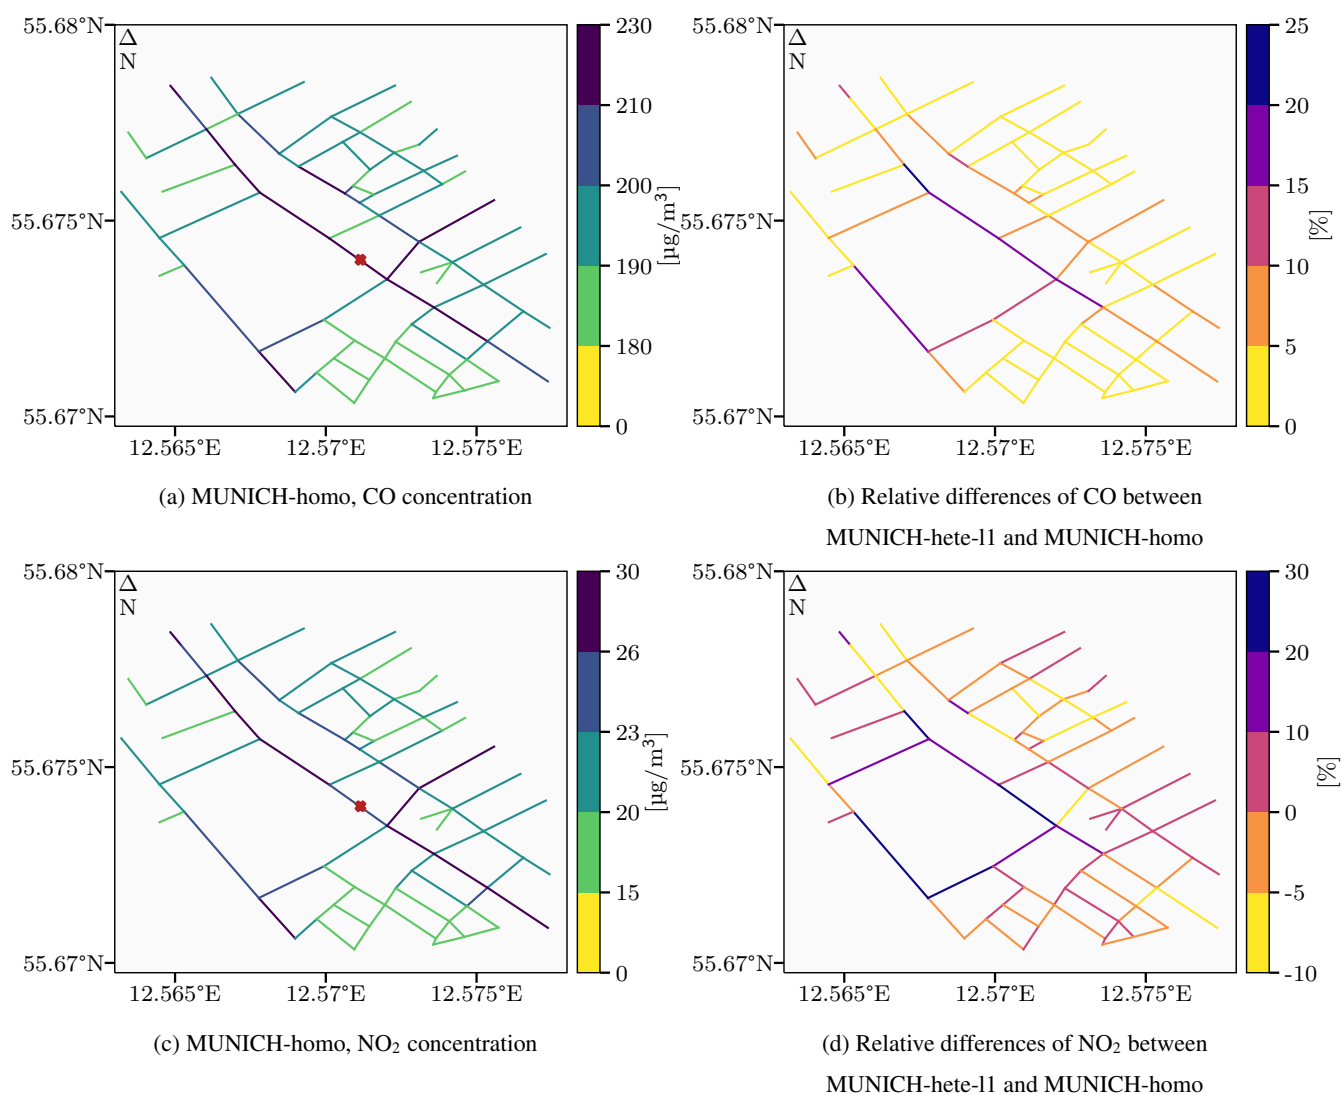 55.68°N
55.675°N
55.67°N
Δ
N
12.565°E 12.57°E 12.575°E
230
210
200
190
180
0
[µg/m³]
(a) MUNICH-homo, CO concentration
55.68°N
55.675°N
55.67°N
Δ
N
12.565°E 12.57°E 12.575°E
25
20
15
10
5
0
[%]
(b) Relative differences of CO between
MUNICH-hete-l1 and MUNICH-homo
55.68°N
55.675°N
55.67°N
Δ
N
12.565°E 12.57°E 12.575°E
30
26
23
20
15
0
[µg/m³]
(c) MUNICH-homo, NO₂ concentration
55.68°N
55.675°N
55.67°N
Δ
N
12.565°E 12.57°E 12.575°E
30
20
10
0
-5
-10
[%]
(d) Relative differences of NO₂ between
MUNICH-hete-l1 and MUNICH-homo